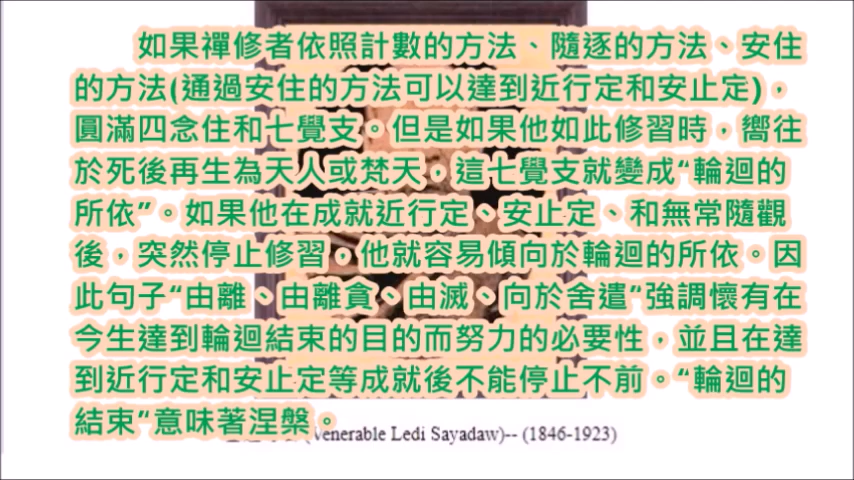 如果禪修者依照計數的方法、隨逐的方法、安住
的方法(通過安住的方法可以達到近行定和安止定)，
圓滿四念住和七覺支。但是如果他如此修習時，嚮往
於死後再生為天人或梵天，這七覺支就變成“輪迴的
所依”。如果他在成就近行定、安止定、和無常隨觀
後，突然停止修習，他就容易傾向於輪迴的所依。因
此句子“由離、由離貪、由滅、向於舍遣”強調懷有在
今生達到輪迴結束的目的而努力的必要性，並且在達
到近行定和安止定等成就後不能停止不前。“輪迴的
結束”意味著涅槃。
(Venerable Ledi Sayadaw)-- (1846-1923)